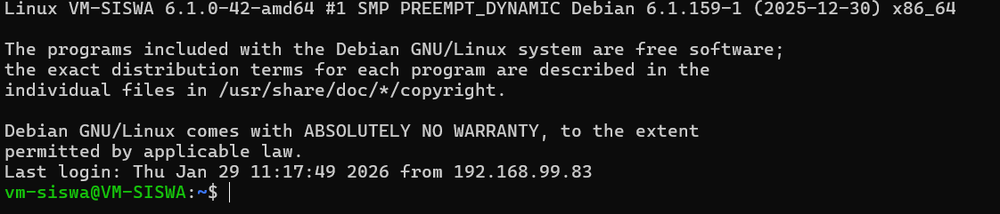 Linux VM-SISWA 6.1.0-42-amd64 #1 SMP PREEMPT_DYNAMIC Debian 6.1.159-1 (2025-12-30) x86_64
The programs included with the Debian GNU/Linux system are free software;
the exact distribution terms for each program are described in the
individual files in /usr/share/doc/*/copyright.
Debian GNU/Linux comes with ABSOLUTELY NO WARRANTY, to the extent
permitted by applicable law.
Last login: Thu Jan 29 11:17:49 2026 from 192.168.99.83
vm-siswa@VM-SISWA:~$